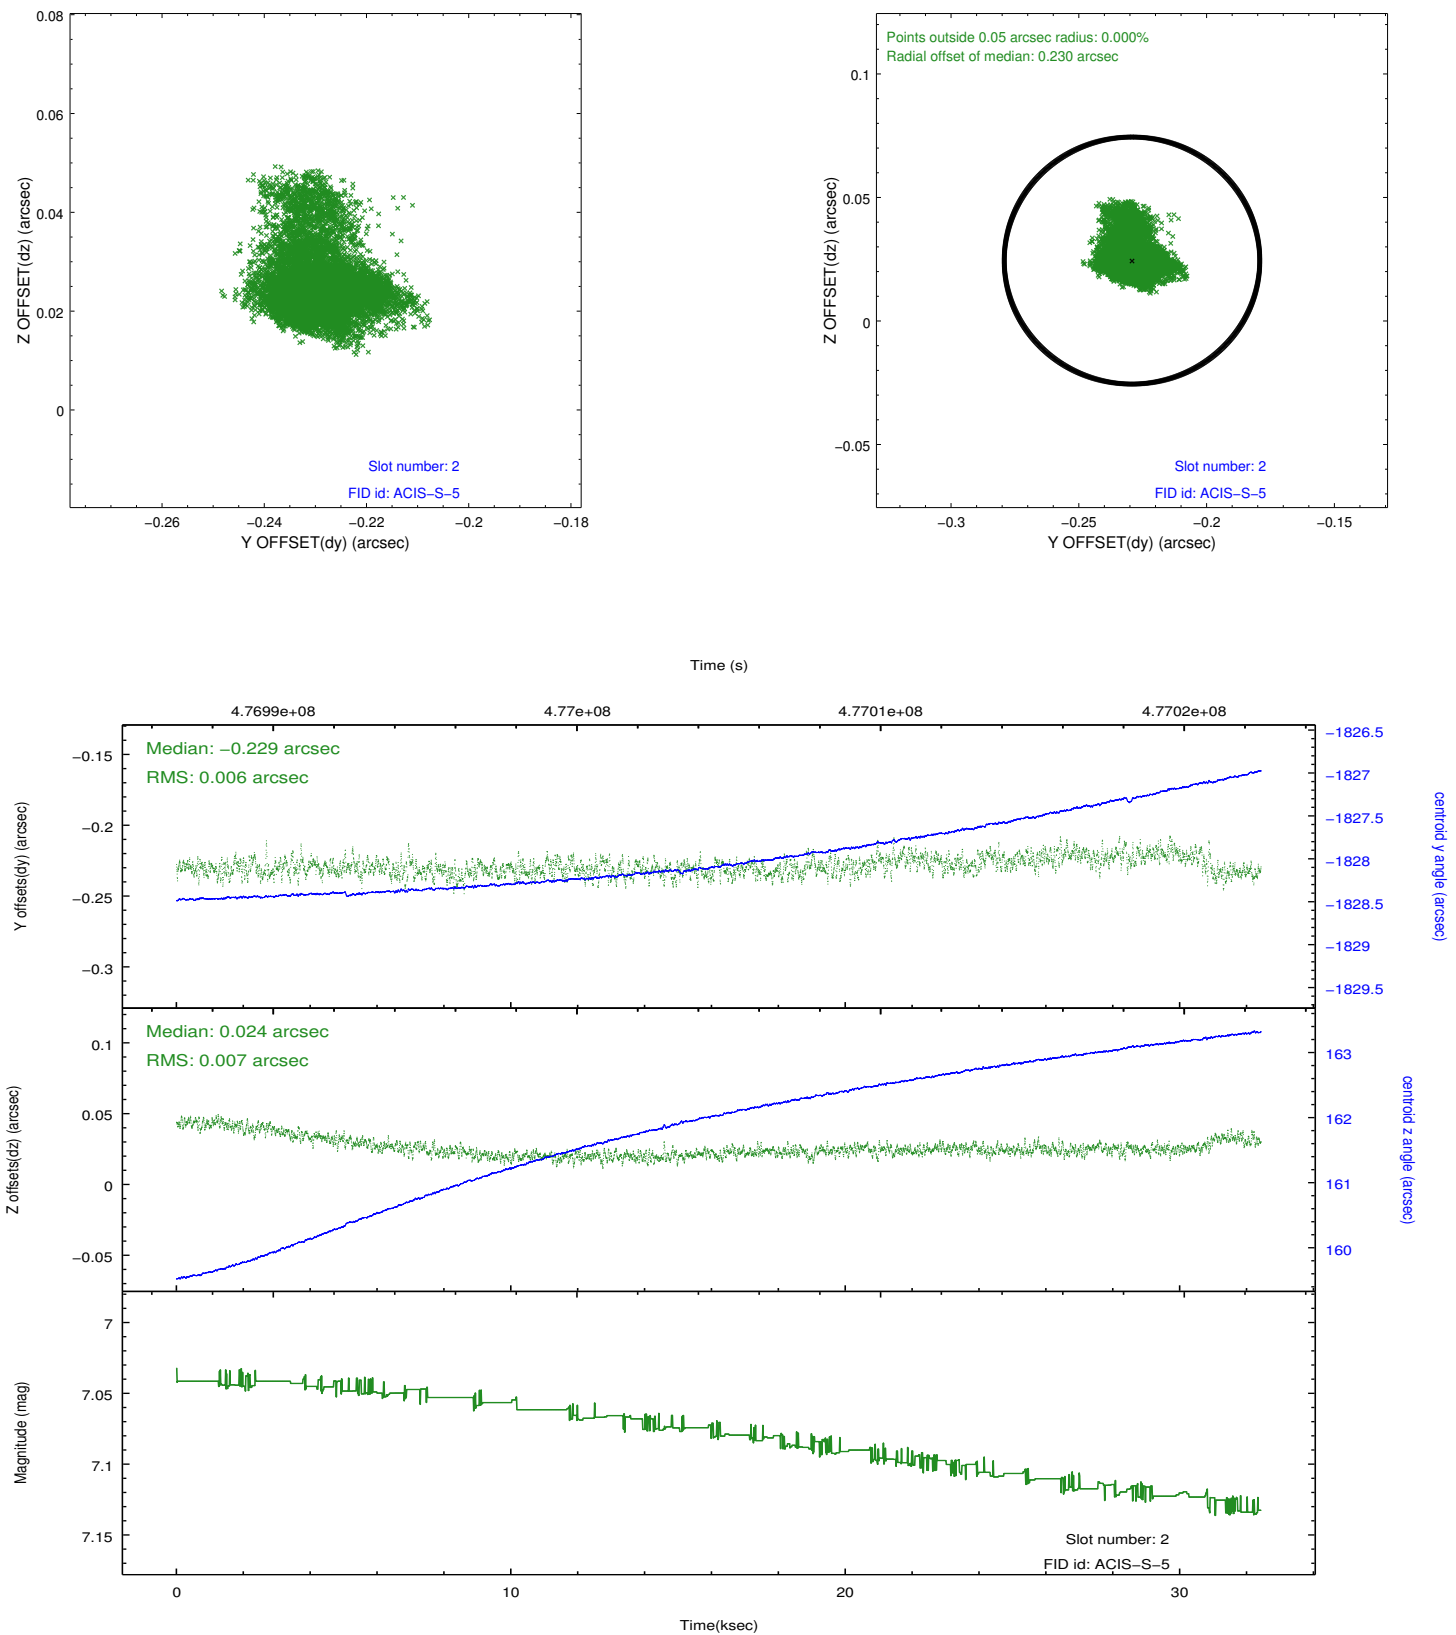 0.08
0.06
0.04
0.02
0
Z OFFSET(dz) (arcsec)
Slot number: 2
FID id: ACIS−S−5
−0.26 −0.24 −0.22 −0.2 −0.18
Y OFFSET(dy) (arcsec)
Points outside 0.05 arcsec radius: 0.000%
Radial offset of median: 0.230 arcsec
0.1
0.05
0
−0.05
Z OFFSET(dz) (arcsec)
Slot number: 2
FID id: ACIS−S−5
−0.3 −0.25 −0.2 −0.15
Y OFFSET(dy) (arcsec)
Time (s)
4.7699e+08 4.77e+08 4.7701e+08 4.7702e+08
Median: −0.229 arcsec
RMS: 0.006 arcsec
−0.15
−0.2
−0.25
−0.3
Y offsets(dy) (arcsec)
−1826.5
−1827
−1827.5
−1828
−1828.5
−1829
−1829.5
centroid y angle (arcsec)
Median: 0.024 arcsec
RMS: 0.007 arcsec
0.1
0.05
0
−0.05
Z offsets(dz) (arcsec)
163
162
161
160
centroid z angle (arcsec)
7
7.05
7.1
7.15
Magnitude (mag)
Slot number: 2
FID id: ACIS−S−5
0 10 20 30
Time(ksec)